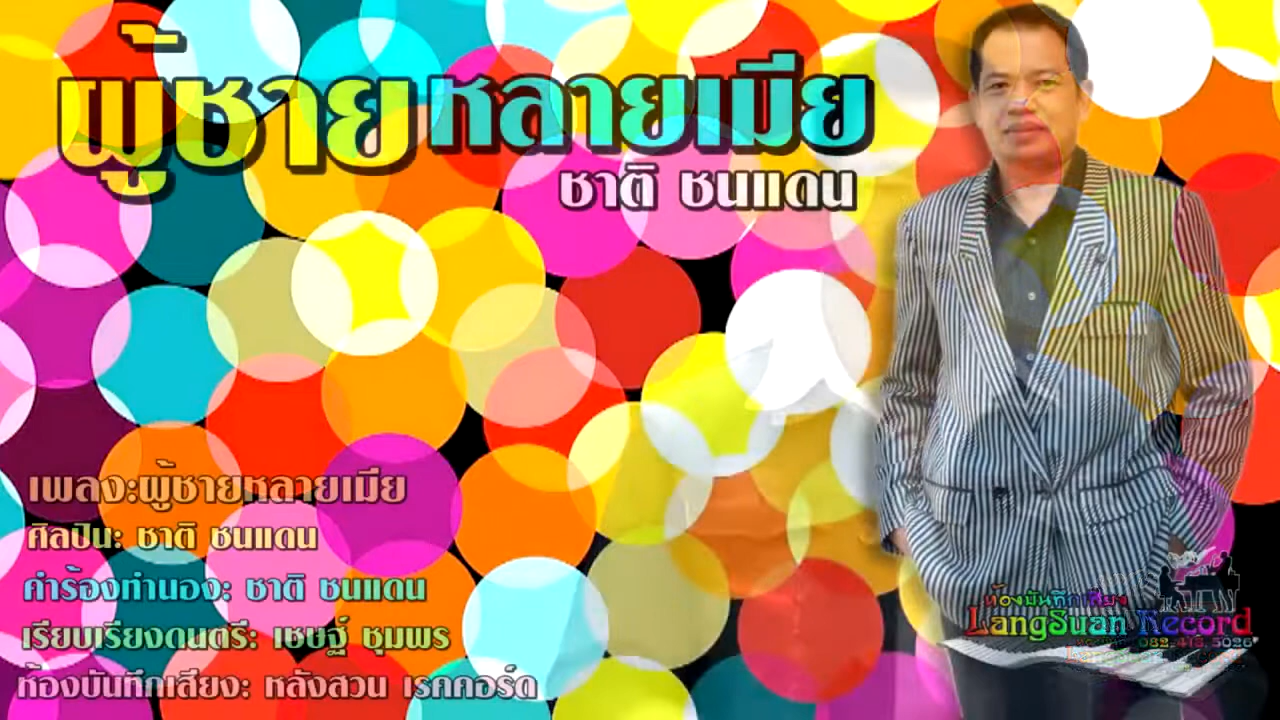 ผู้ชายหลายเมีย
ชาติ ชนแดน
เพลง:ผู้ชายหลายเมีย
ศิลปิน: ชาติ ชนแดน
คำร้องทำนอง: ชาติ ชนแดน
เรียบเรียงดนตรี: เชษฐ์ ชุมพร
ห้องบันทึกเสียง: หลังสวน เรคคอร์ด
ห้องบันทึกเสียง
LangSuan Record